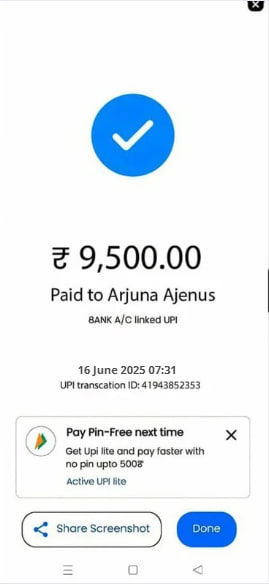 ₹ 9,500.00
Paid to Arjuna Ajenus
BANK A/C linked UPI
16 June 2025 07:31
UPI transcation ID: 41943852353
Pay Pin-Free next time
Get Upi lite and pay faster with
no pin upto 500₹
Active UPI lite
Share Screenshot
Done